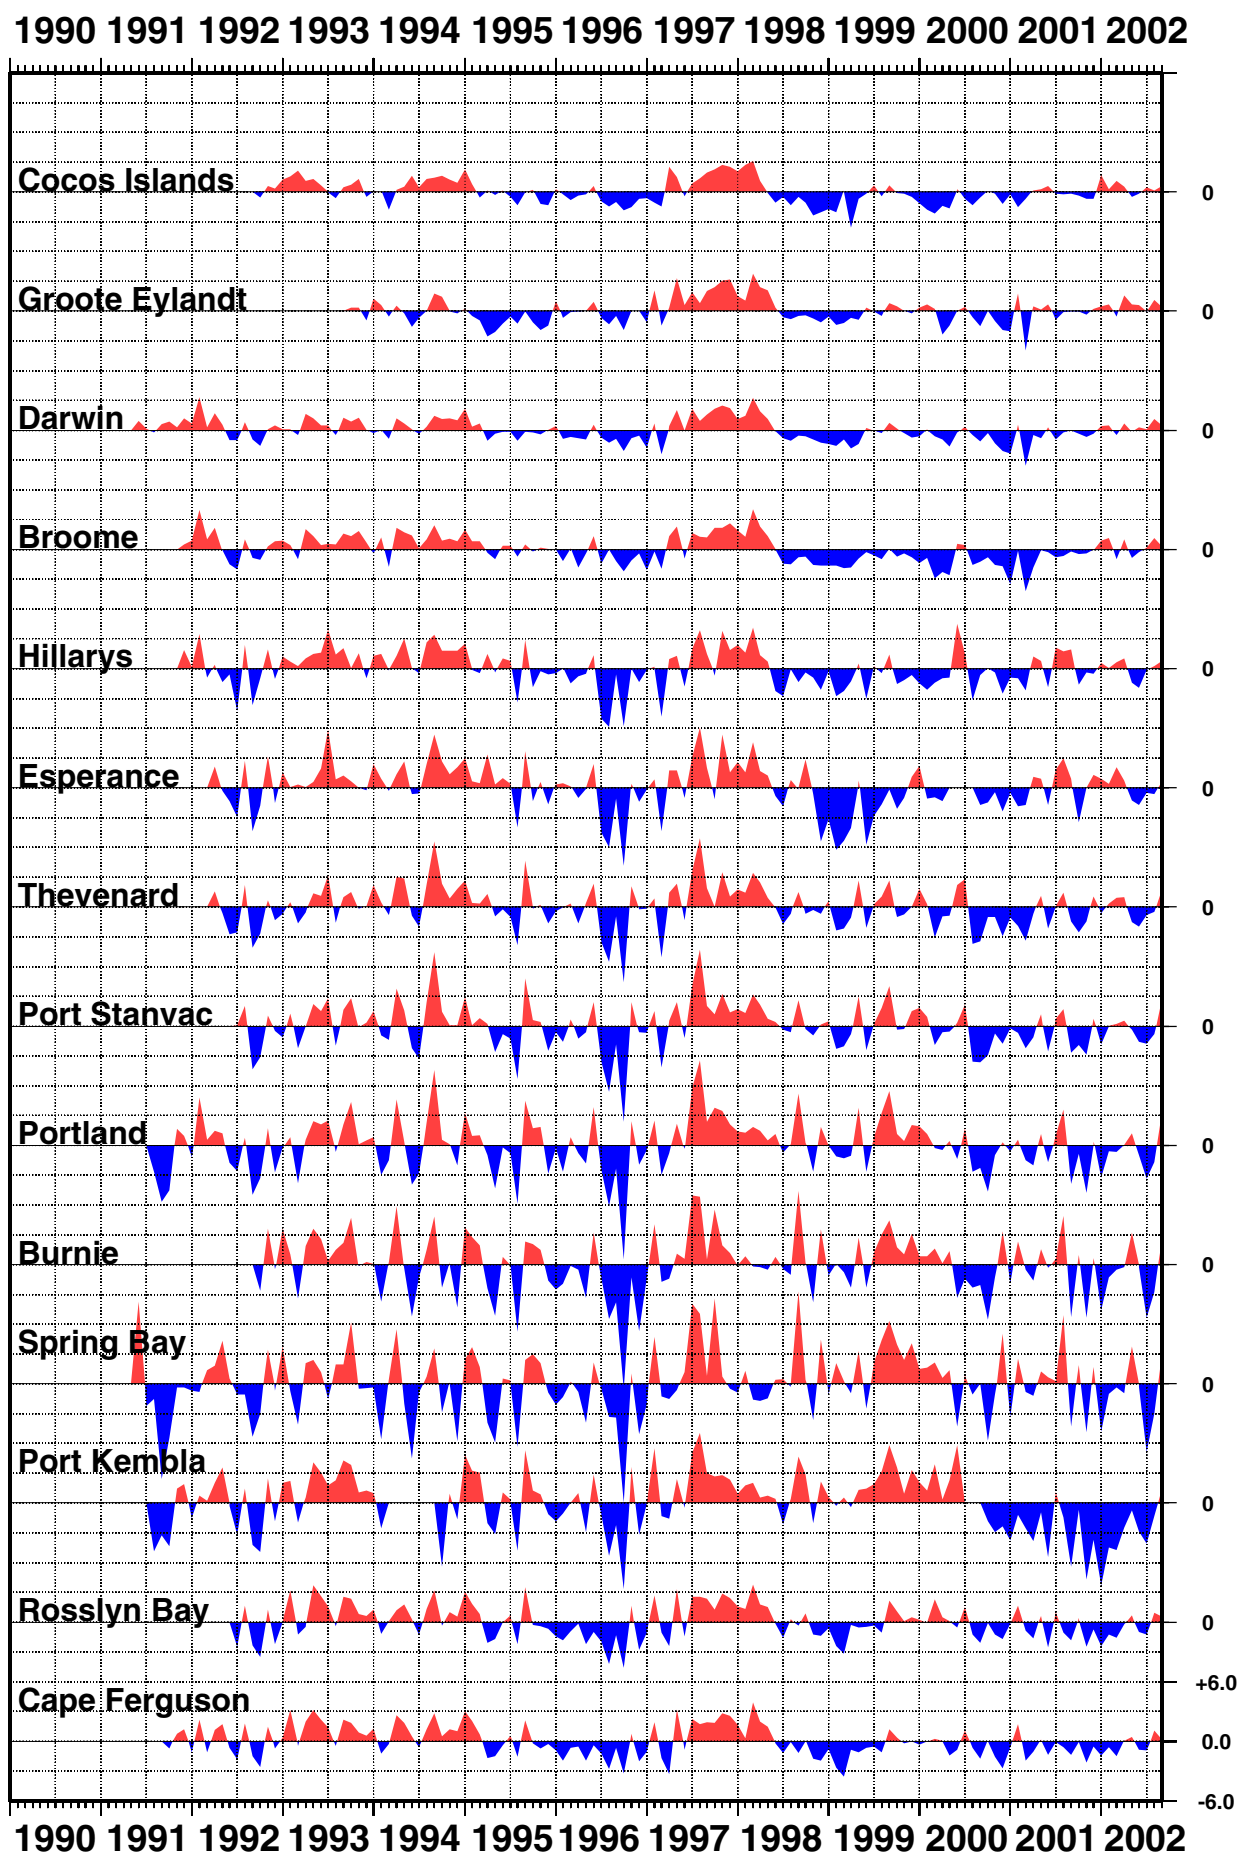 1990 1991 1992 1993 1994 1995 1996 1997 1998 1999 2000 2001 2002
Cocos Islands 0
Groote Eylandt 0
Darwin 0
Broome 0
Hillarys 0
Esperance 0
Thevenard 0
Port Stanvac 0
Portland 0
Burnie 0
Spring Bay 0
Port Kembla 0
Rosslyn Bay 0
+6.0
Cape Ferguson
0.0
-6.0
1990 1991 1992 1993 1994 1995 1996 1997 1998 1999 2000 2001 2002